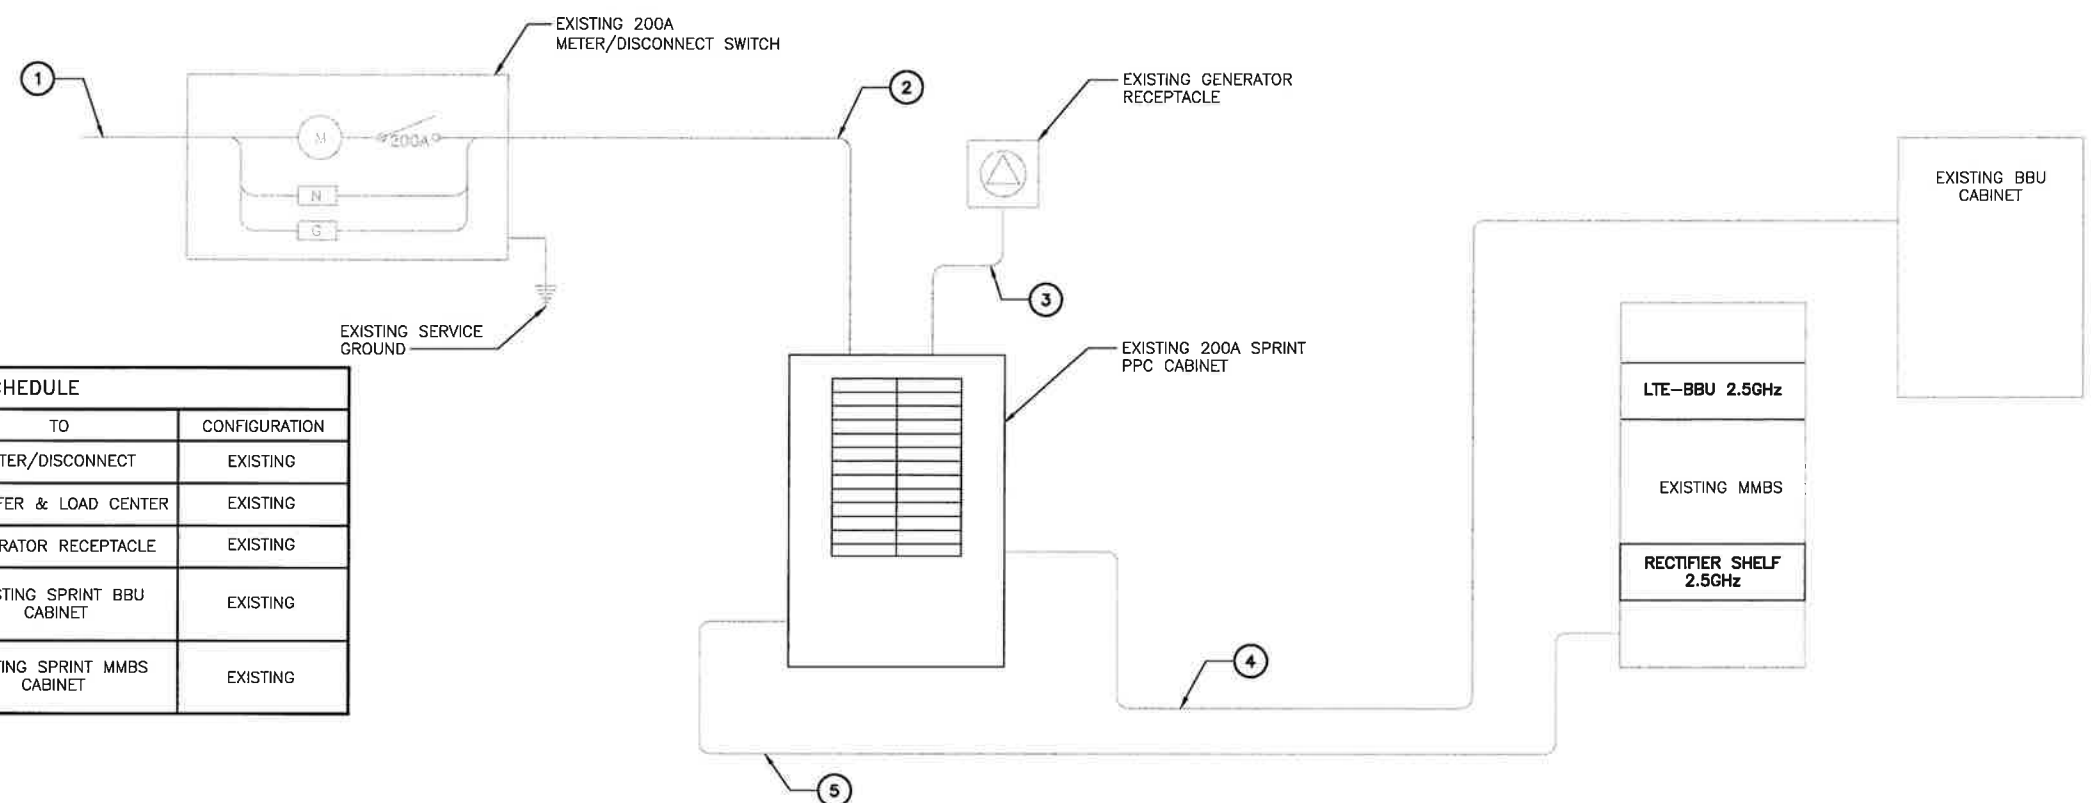 EXISTING 200A
METER/DISCONNECT SWITCH
1
2
EXISTING GENERATOR
RECEPTACLE
M
200A
N
G
EXISTING BBU
CABINET
3
EXISTING SERVICE
GROUND
EXISTING 200A SPRINT
PPC CABINET
LTE-BBU 2.5GHz
EXISTING MMBS
RECTIFIER SHELF
2.5GHz
4
5
CHEDULE
TO CONFIGURATION
TER/DISCONNECT EXISTING
FER & LOAD CENTER EXISTING
RATOR RECEPTACLE EXISTING
STING SPRINT BBU
CABINET EXISTING
TING SPRINT MMBS
CABINET EXISTING